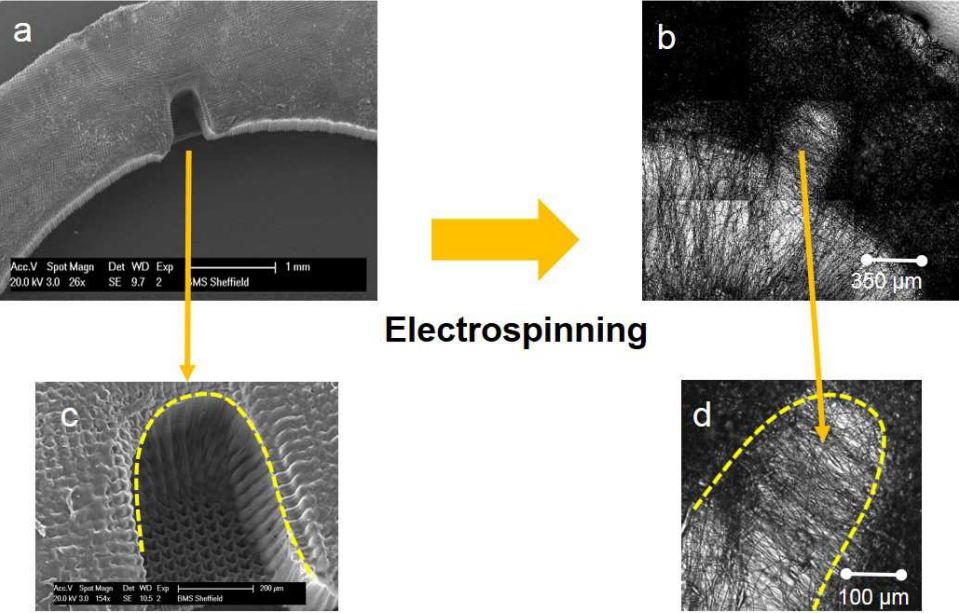 a
Acc.V Spot Magn Det WD Exp 1 mm
20.0 kV 3.0 26x SE 9.7 2 BMS Sheffield
b
350 µm
Electrospinning
c
Acc.V Spot Magn Det WD Exp 200 µm
20.0 kV 3.0 154x SE 10.5 2 BMS Sheffield
d
100 µm